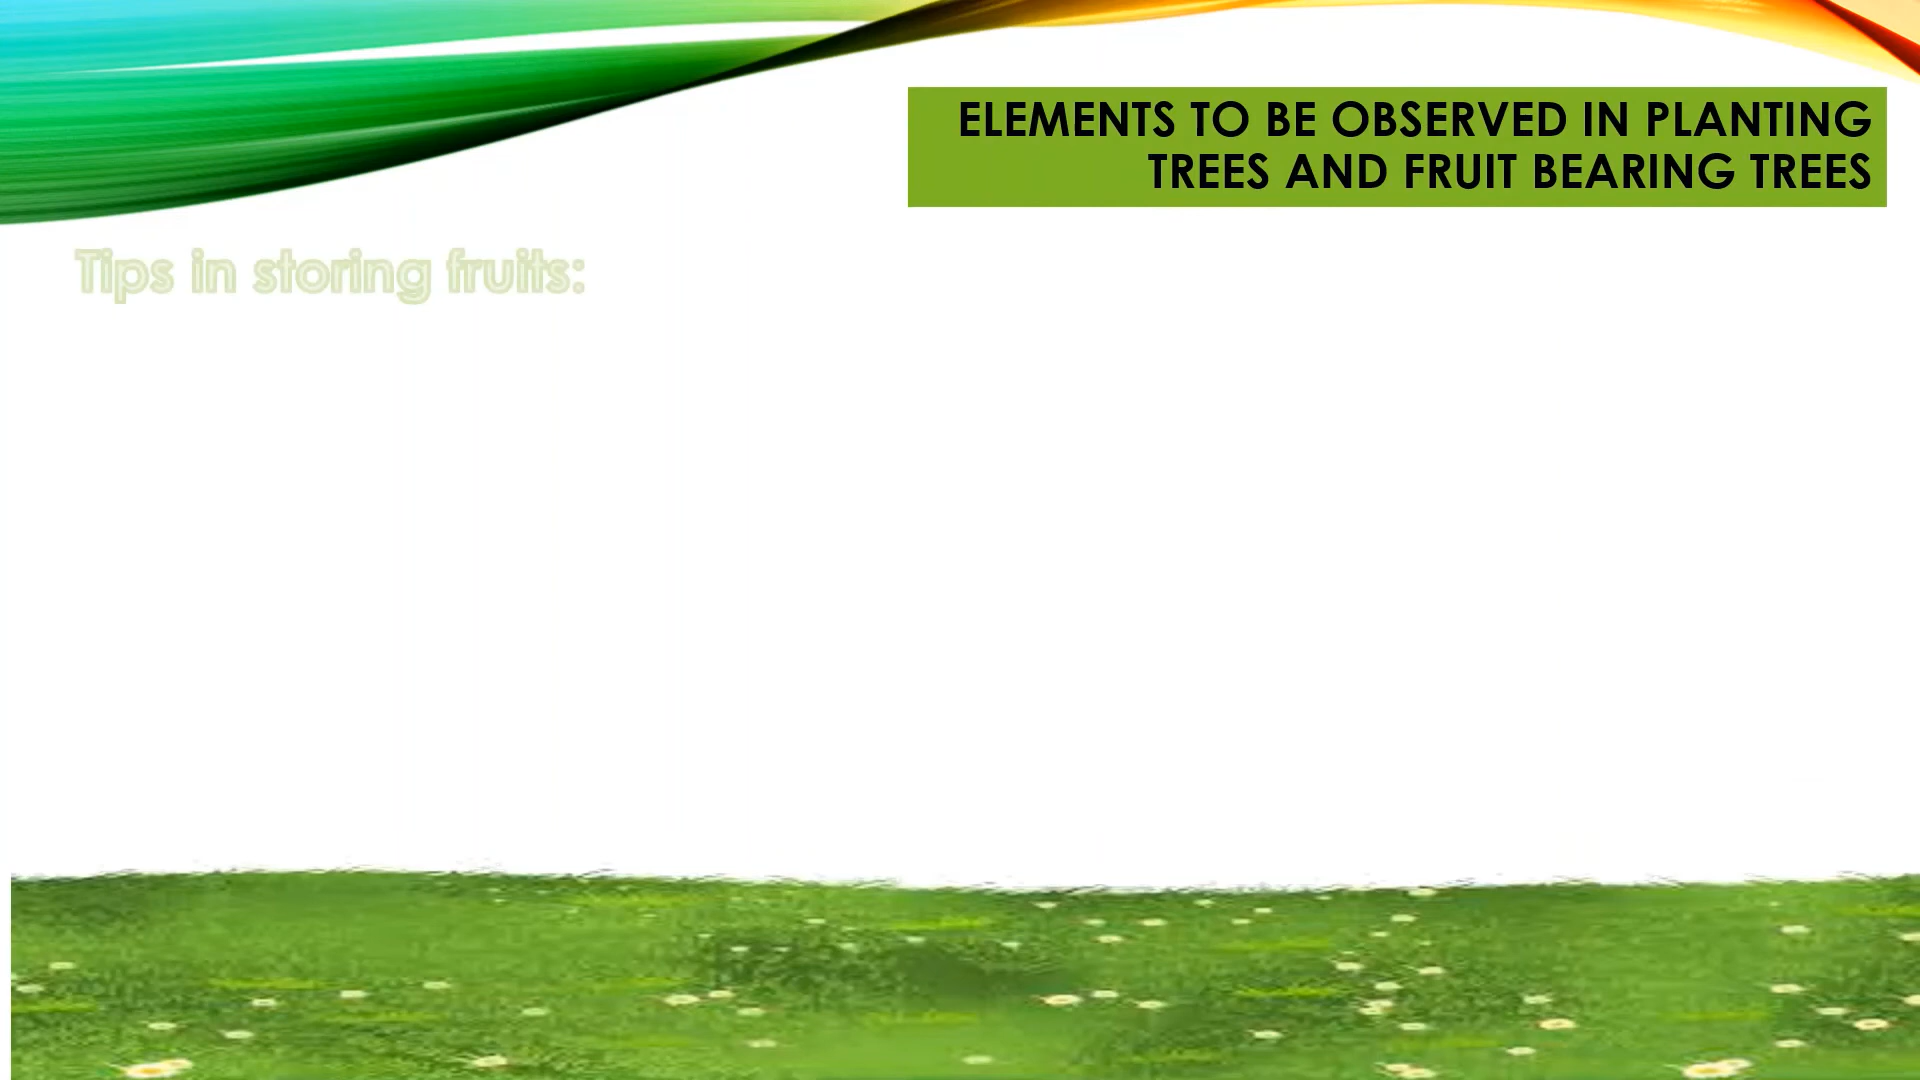 ELEMENTS TO BE OBSERVED IN PLANTING
TREES AND FRUIT BEARING TREES
Tips in storing fruits: